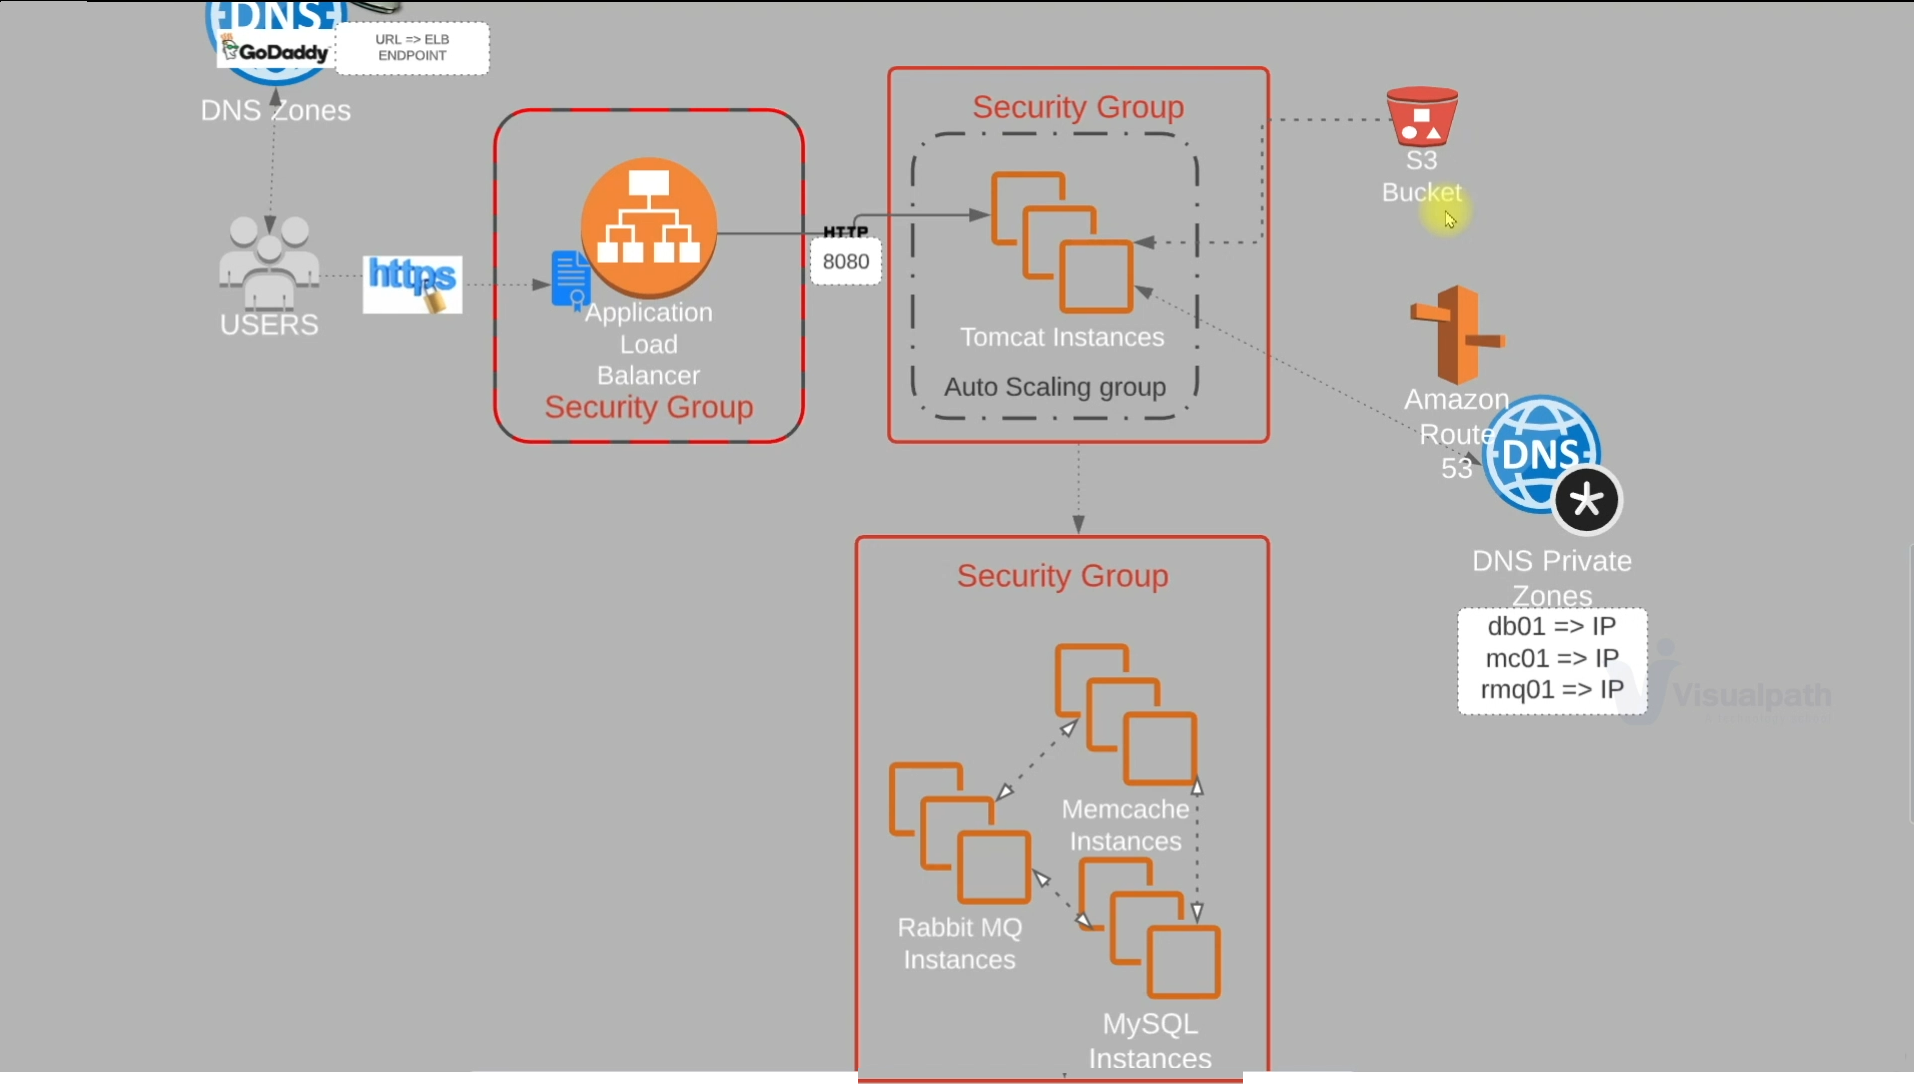 DNS
GoDaddy
URL => ELB
ENDPOINT
DNS Zones
USERS
https
Application
Load
Balancer
Security Group
HTTP
8080
Security Group
Tomcat Instances
Auto Scaling group
S3
Bucket
Amazon
Route
53
DNS
DNS Private
Zones
db01 => IP
mc01 => IP
rmq01 => IP
Visualpath
Security Group
Memcache
Instances
Rabbit MQ
Instances
MySQL
Instances